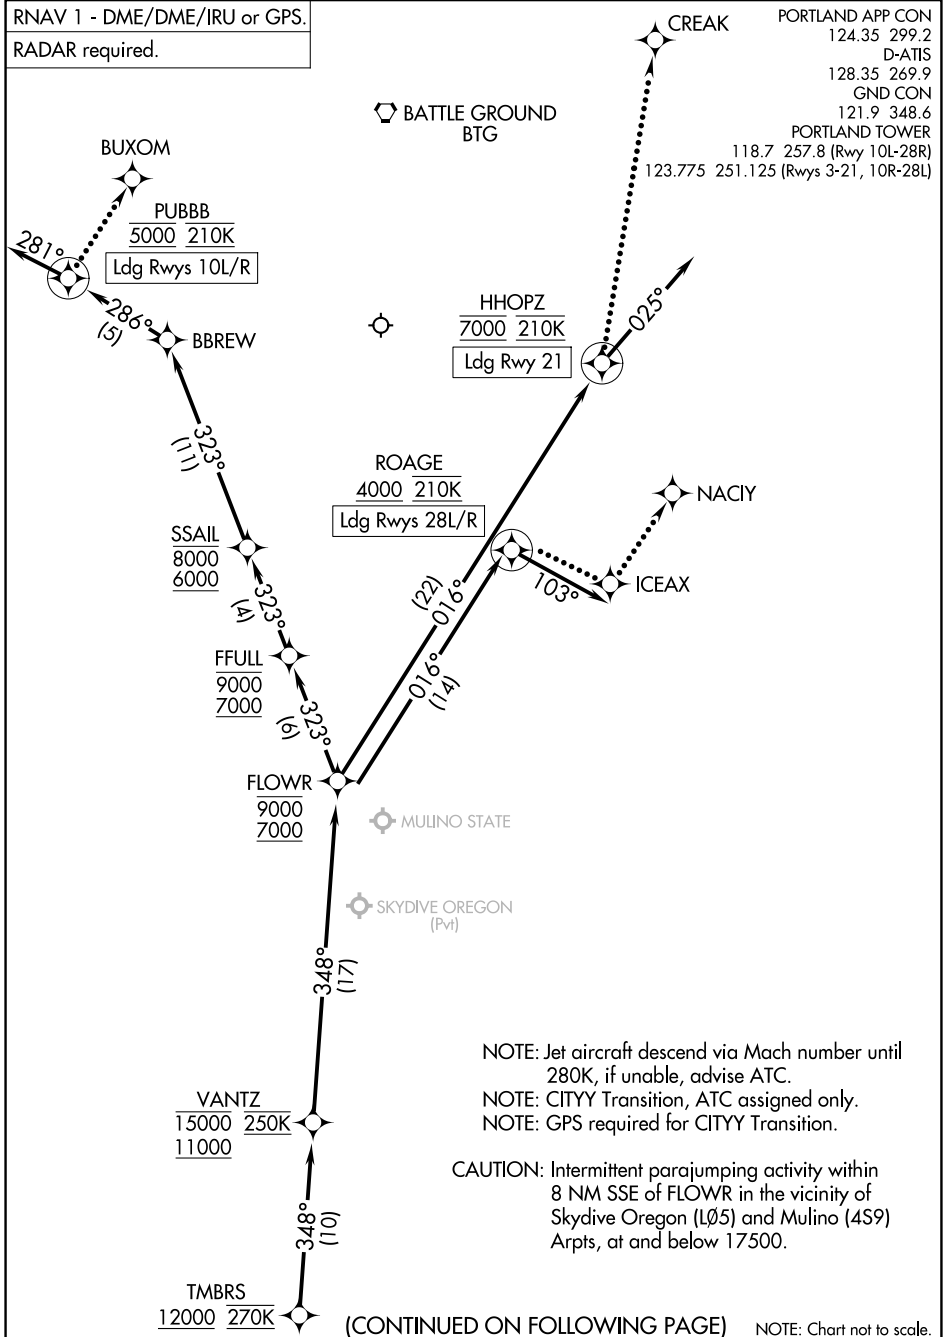 RNAV 1 - DME/DME/IRU or GPS.
RADAR required.
PORTLAND APP CON
124.35 299.2
D-ATIS
128.35 269.9
GND CON
121.9 348.6
PORTLAND TOWER
118.7 257.8 (Rwy 10L-28R)
123.775 251.125 (Rwys 3-21, 10R-28L)
CREAK
BATTLE GROUND
BTG
BUXOM
PUBBB
5000 210K
Ldg Rwys 10L/R
281°
286°
(5)
BBREW
HHOPZ
7000 210K
Ldg Rwy 21
025°
323°
(11)
ROAGE
4000 210K
Ldg Rwys 28L/R
NACIY
SSAIL
8000
6000
103°
ICEAX
(22)
016°
323°
(4)
FFULL
9000
7000
016°
(14)
323°
(6)
FLOWR
9000
7000
MULINO STATE
SKYDIVE OREGON
(Pvt)
348°
(17)
NOTE: Jet aircraft descend via Mach number until
280K, if unable, advise ATC.
NOTE: CITYY Transition, ATC assigned only.
NOTE: GPS required for CITYY Transition.
VANTZ
15000 250K
11000
CAUTION: Intermittent parajumping activity within
8 NM SSE of FLOWR in the vicinity of
Skydive Oregon (LØ5) and Mulino (4S9)
Arpts, at and below 17500.
348°
(10)
TMBRS
12000 270K
(CONTINUED ON FOLLOWING PAGE)
NOTE: Chart not to scale.